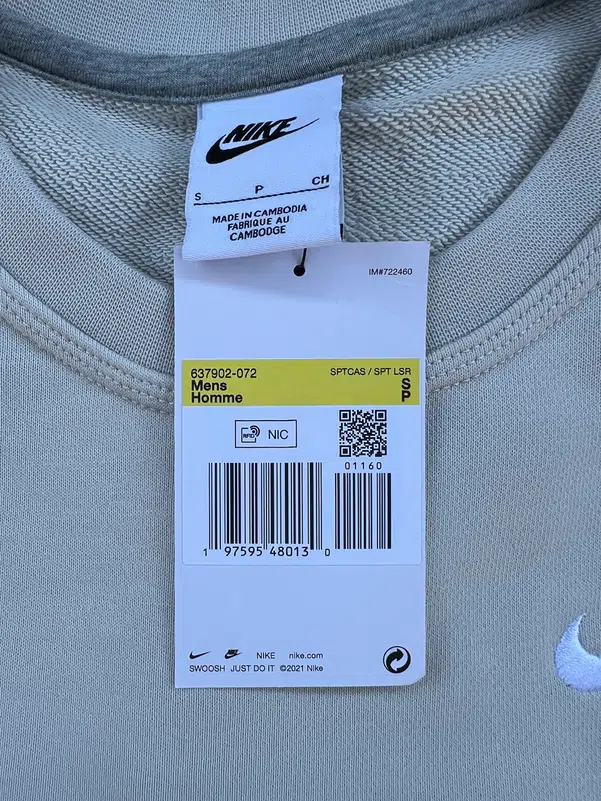 NIKE
S P CH
MADE IN CAMBODIA
FABRIQUE AU
CAMBODGE
IM#722460
637902-072 SPTCAS / SPT LSR
Mens S
Homme P
RFID NIC
01160
1 97595 48013 0
NIKE nike.com
SWOOSH JUST DO IT ©2021 Nike